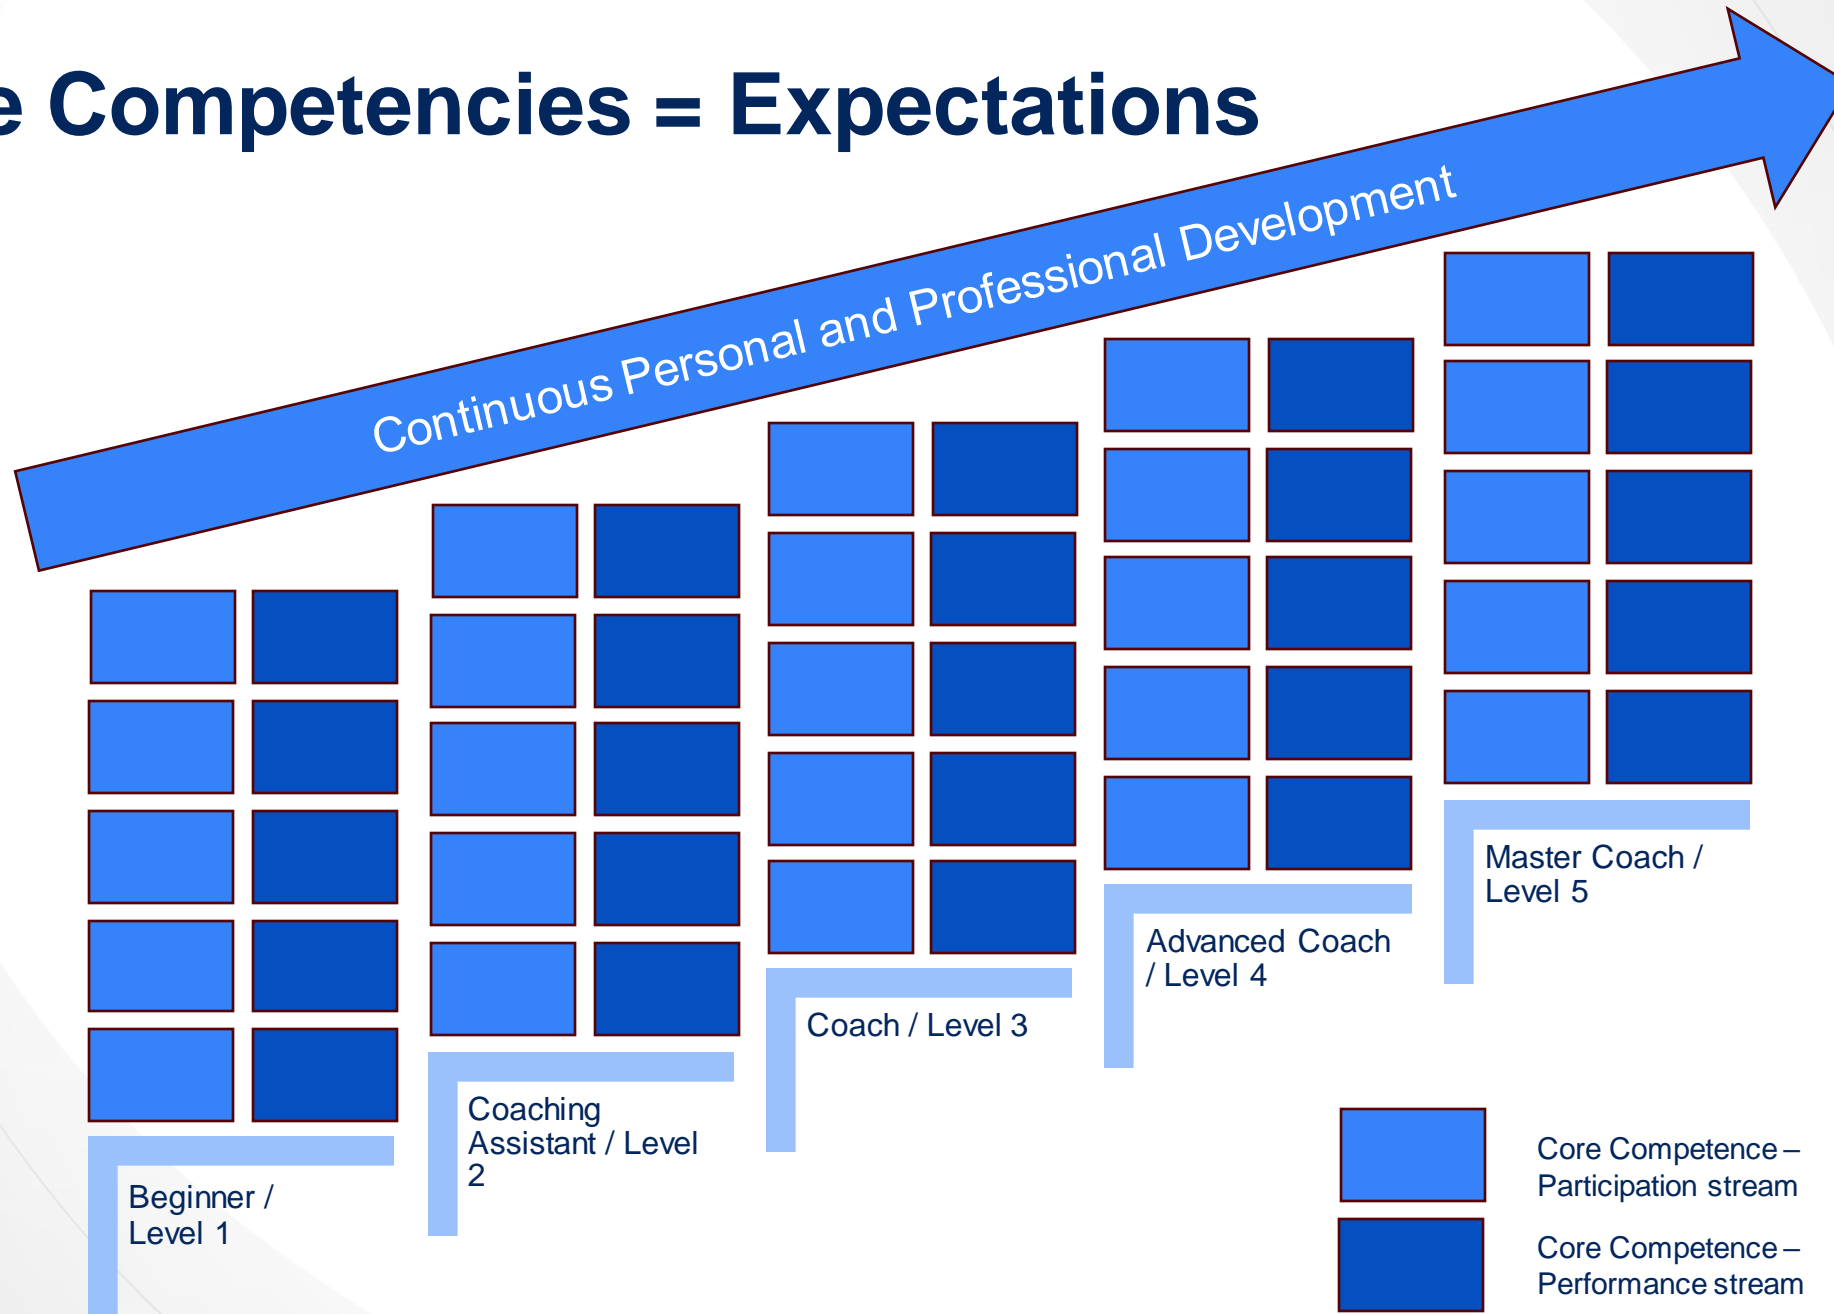 e Competencies = Expectations
Continuous Personal and Professional Development
Master Coach /
Level 5
Advanced Coach
/ Level 4
Coach / Level 3
Coaching
Assistant / Level
2
Beginner /
Level 1
Core Competence –
Participation stream
Core Competence –
Performance stream